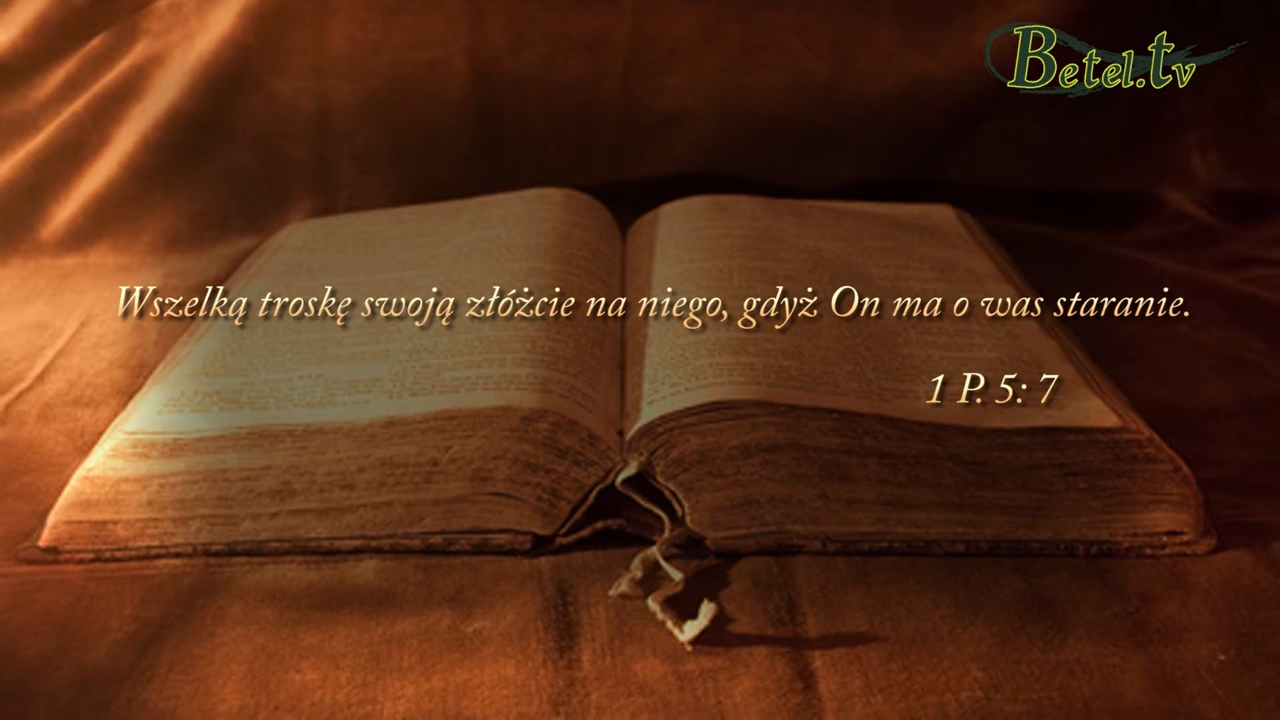 Betel.tv
Wszelką troskę swoją złóżcie na niego, gdyż On ma o was staranie.
1 P. 5: 7